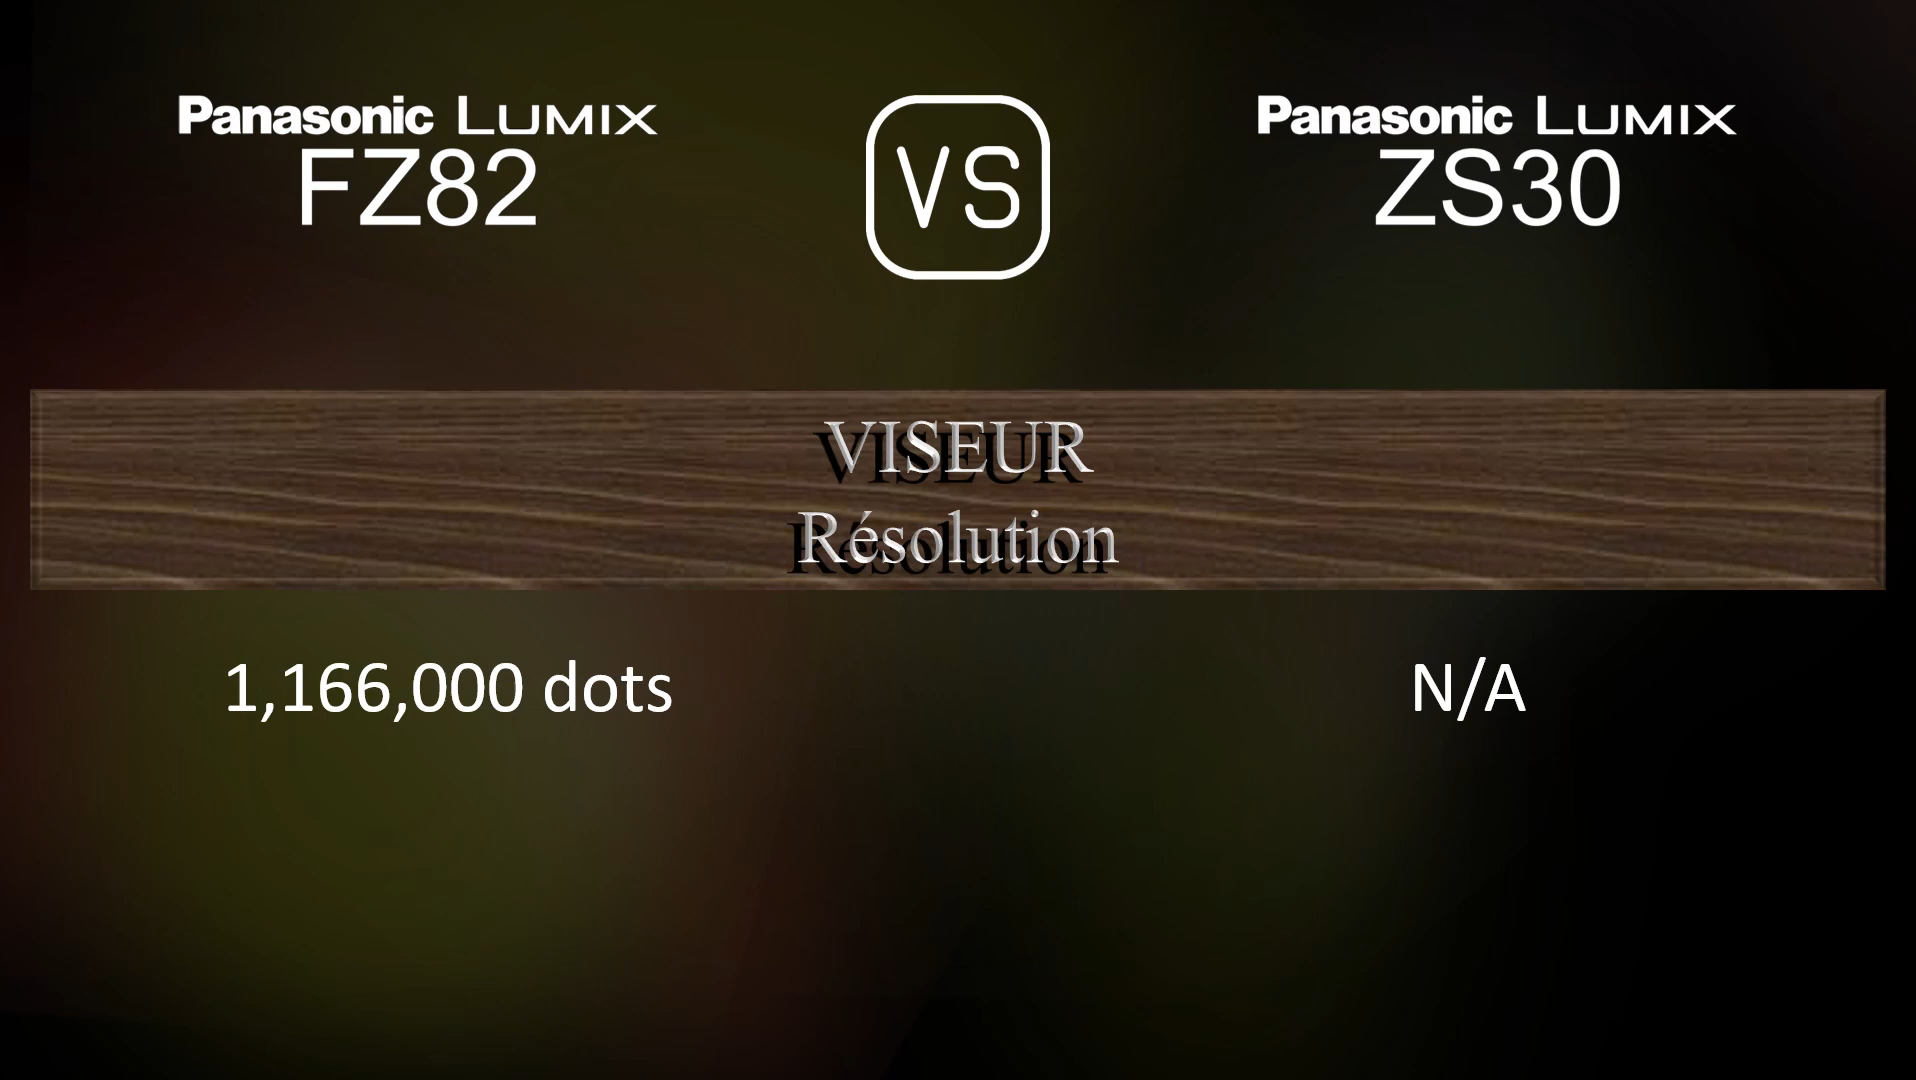 Panasonic LUMIX
FZ82
VS
Panasonic LUMIX
ZS30
VISEUR
Résolution
1,166,000 dots
N/A